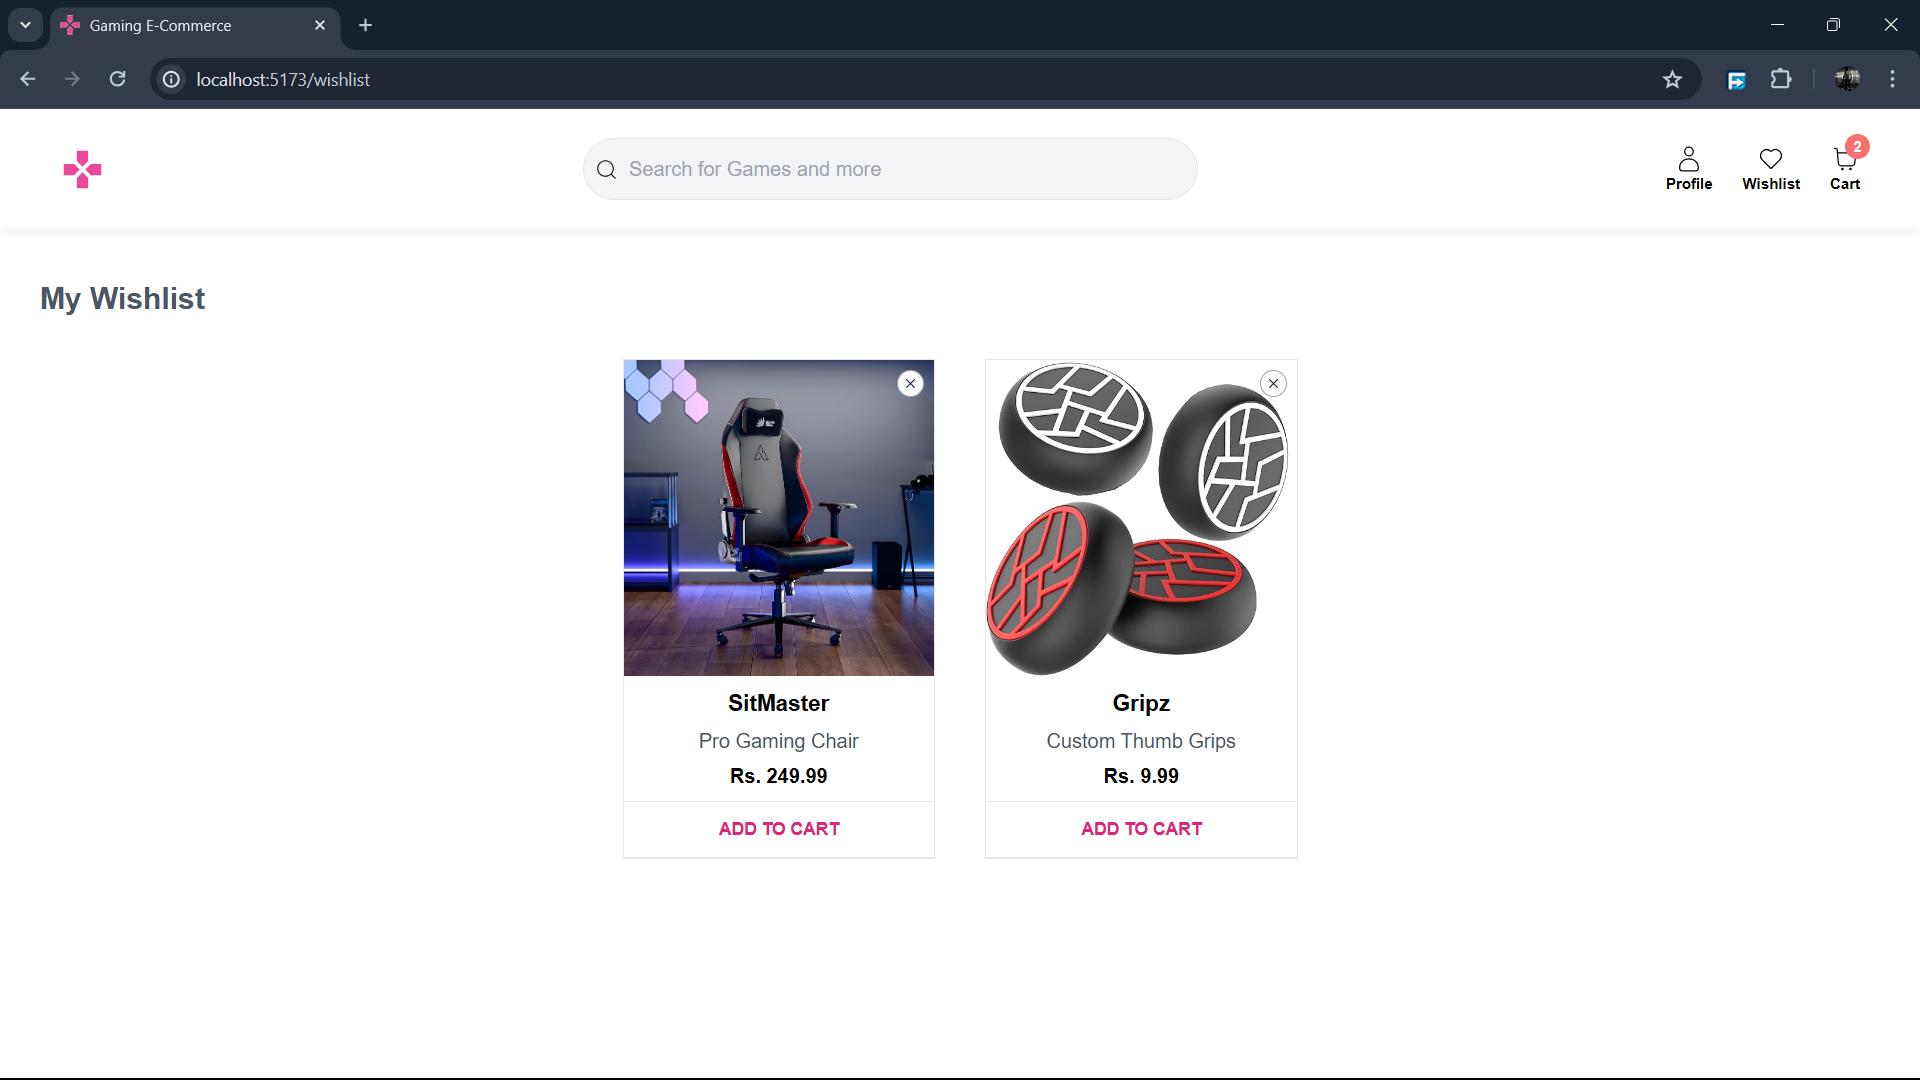 Gaming E-Commerce
localhost:5173/wishlist
Search for Games and more
2
Profile
Wishlist
Cart
My Wishlist
SitMaster
Pro Gaming Chair
Rs. 249.99
ADD TO CART
Gripz
Custom Thumb Grips
Rs. 9.99
ADD TO CART